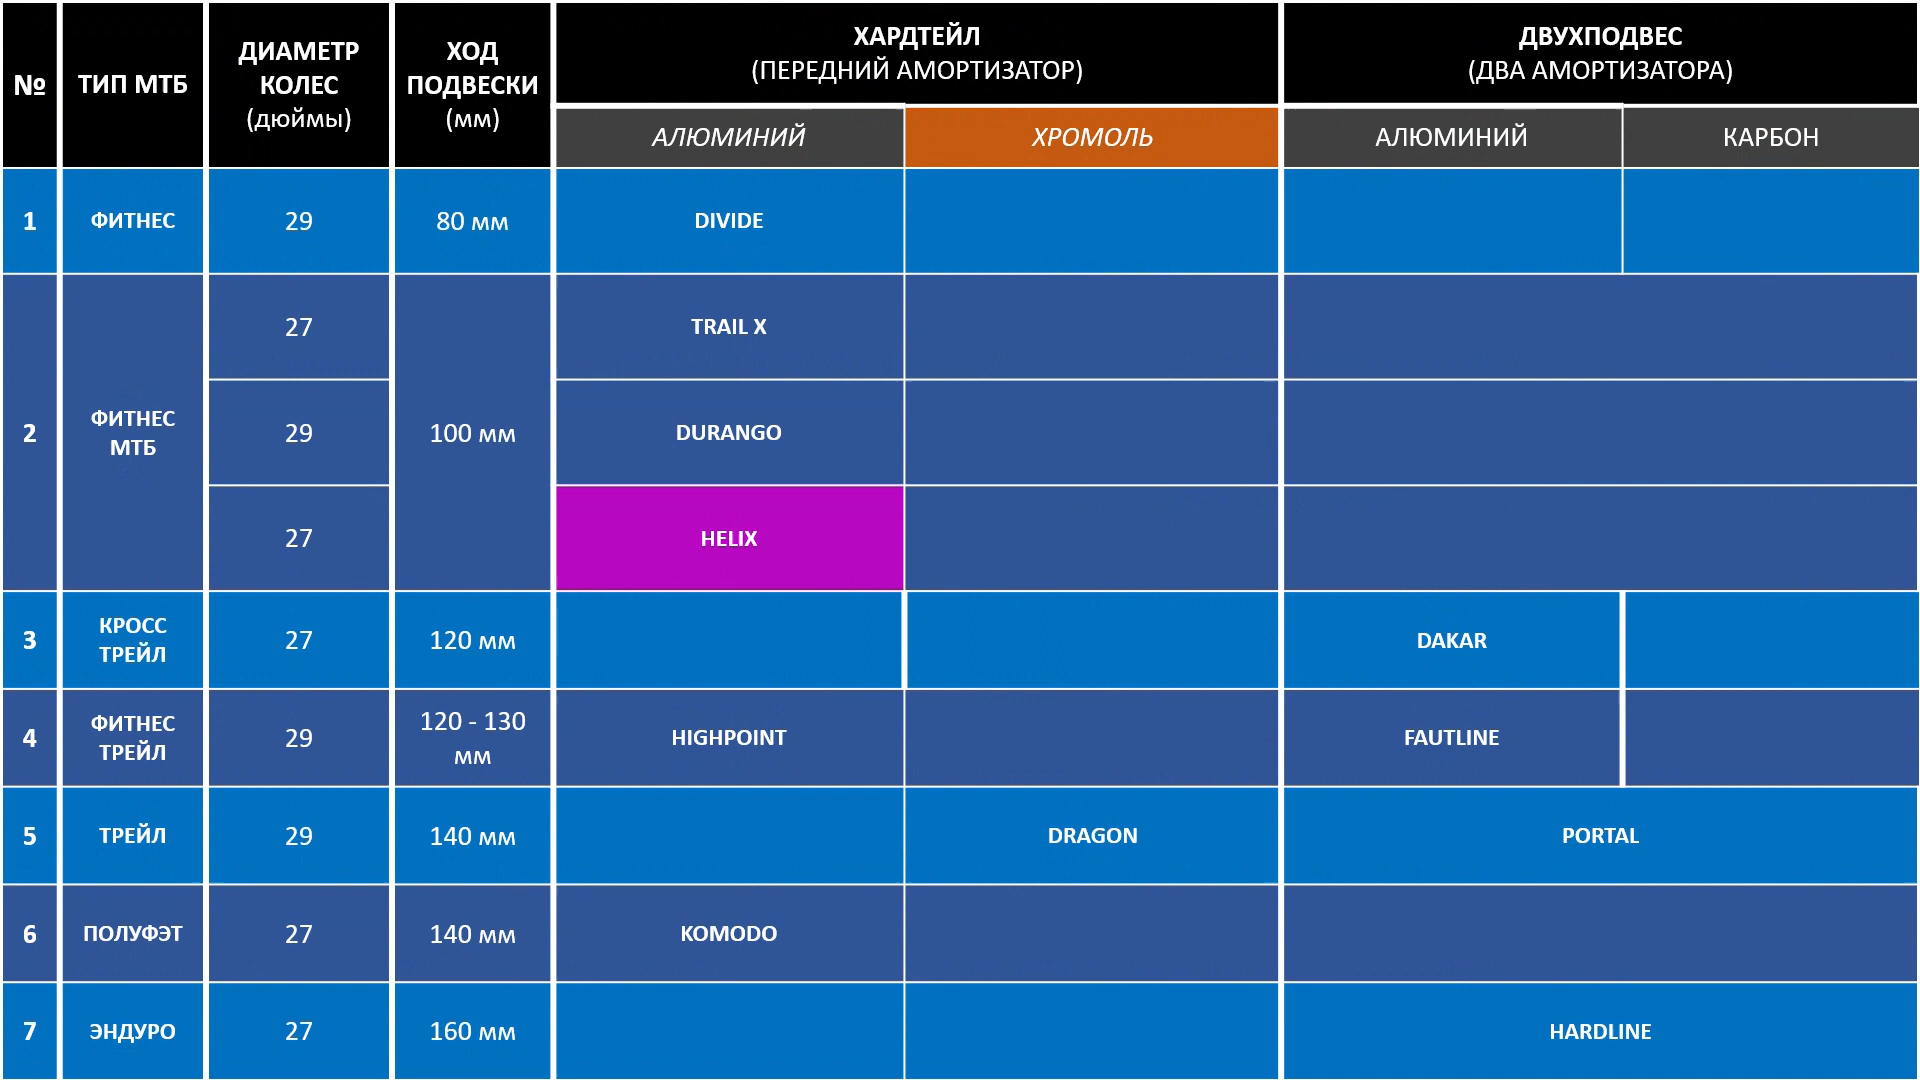 №
ТИП МТБ
ДИАМЕТР
КОЛЕС
(дюймы)
ХОД
ПОДВЕСКИ
(мм)
ХАРДТЕЙЛ
(ПЕРЕДНИЙ АМОРТИЗАТОР)
ДВУХПОДВЕС
(ДВА АМОРТИЗАТОРА)
АЛЮМИНИЙ
ХРОМОЛЬ
АЛЮМИНИЙ
КАРБОН
1
ФИТНЕС
29
80 мм
DIVIDE
2
ФИТНЕС
МТБ
27
29
27
100 мм
TRAIL X
DURANGO
HELIX
3
КРОСС
ТРЕЙЛ
27
120 мм
DAKAR
4
ФИТНЕС
ТРЕЙЛ
29
120 - 130
мм
HIGHPOINT
FAUTLINE
5
ТРЕЙЛ
29
140 мм
DRAGON
PORTAL
6
ПОЛУФЭТ
27
140 мм
KOMODO
7
ЭНДУРО
27
160 мм
HARDLINE